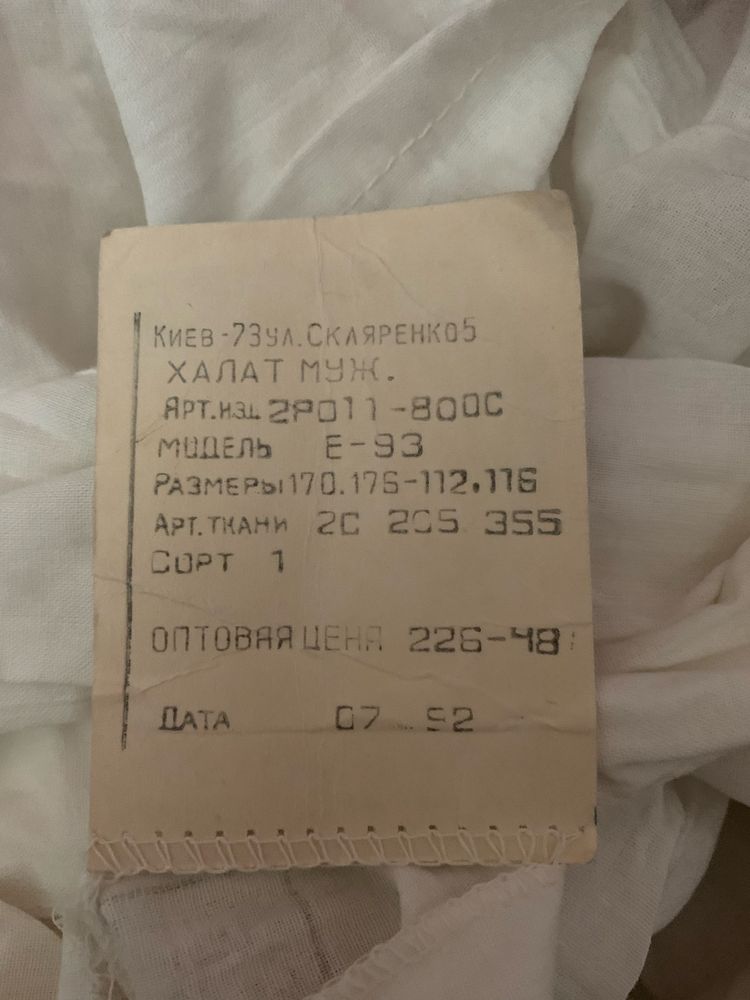 Киев-73 ул. Скляренко 5
ХАЛАТ МУЖ.
Арт.изд 2Р011-800С
МОДЕЛЬ Е-93
Размеры 170.176-112.116
Арт.ткани 2С 205 355
Сорт 1
ОПТОВАЯ ЦЕНА 226-48
Дата 07 92